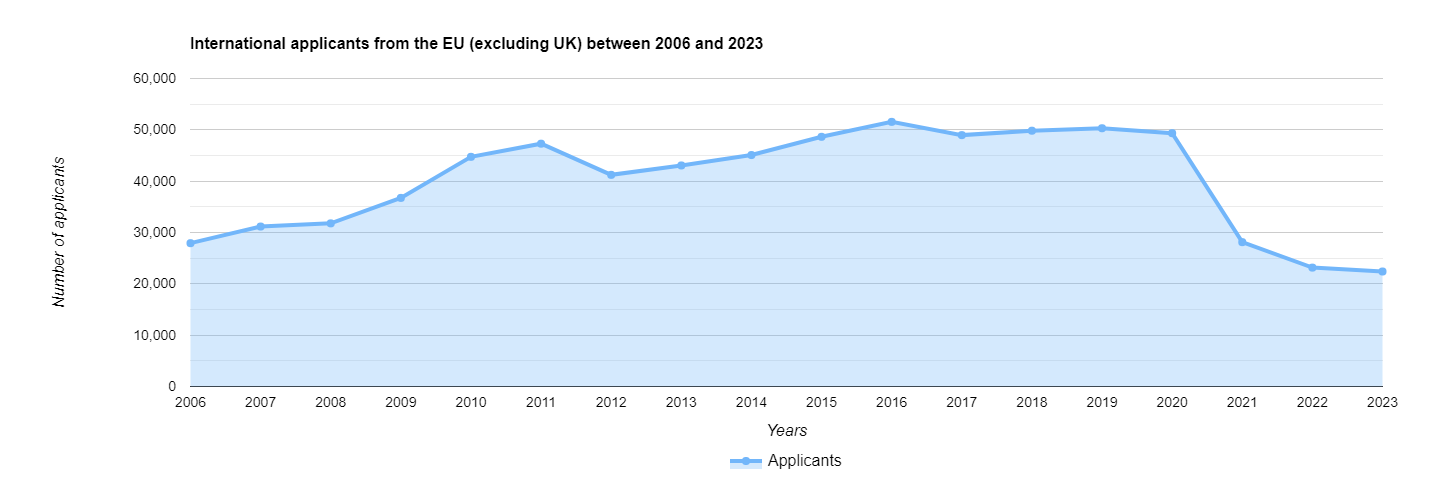 International applicants from the EU (excluding UK) between 2006 and 2023
60,000
50,000
40,000
30,000
20,000
10,000
0
Number of applicants
2006 2007 2008 2009 2010 2011 2012 2013 2014 2015 2016 2017 2018 2019 2020 2021 2022 2023
Years
Applicants